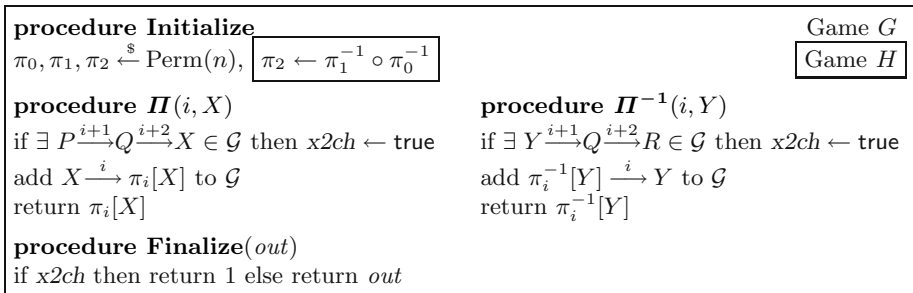 procedure Initialize Game G
π₀, π₁, π₂ ←$ Perm(n), π₂ ← π₁⁻¹ ∘ π₀⁻¹ Game H
procedure Π(i, X)
if ∃ P —i+1→ Q —i+2→ X ∈ 𝒢 then x2ch ← true
add X —i→ πᵢ[X] to 𝒢
return πᵢ[X]
procedure Π⁻¹(i, Y)
if ∃ Y —i+1→ Q —i+2→ R ∈ 𝒢 then x2ch ← true
add πᵢ⁻¹[Y] —i→ Y to 𝒢
return πᵢ⁻¹[Y]
procedure Finalize(out)
if x2ch then return 1 else return out